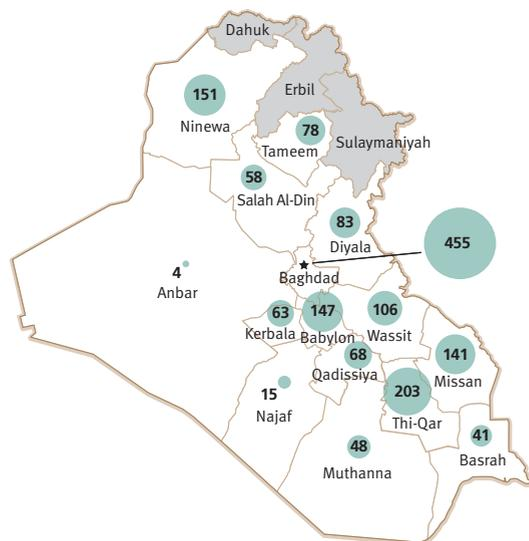 Dahuk
Erbil
151
Ninewa
78
Tameem
Sulaymaniyah
58
Salah Al-Din
83
Diyala
455
4
Anbar
Baghdad
63
Kerbala
147
Babylon
106
Wassit
68
Qadissiya
141
Missan
15
Najaf
203
Thi-Qar
48
Muthanna
41
Basrah